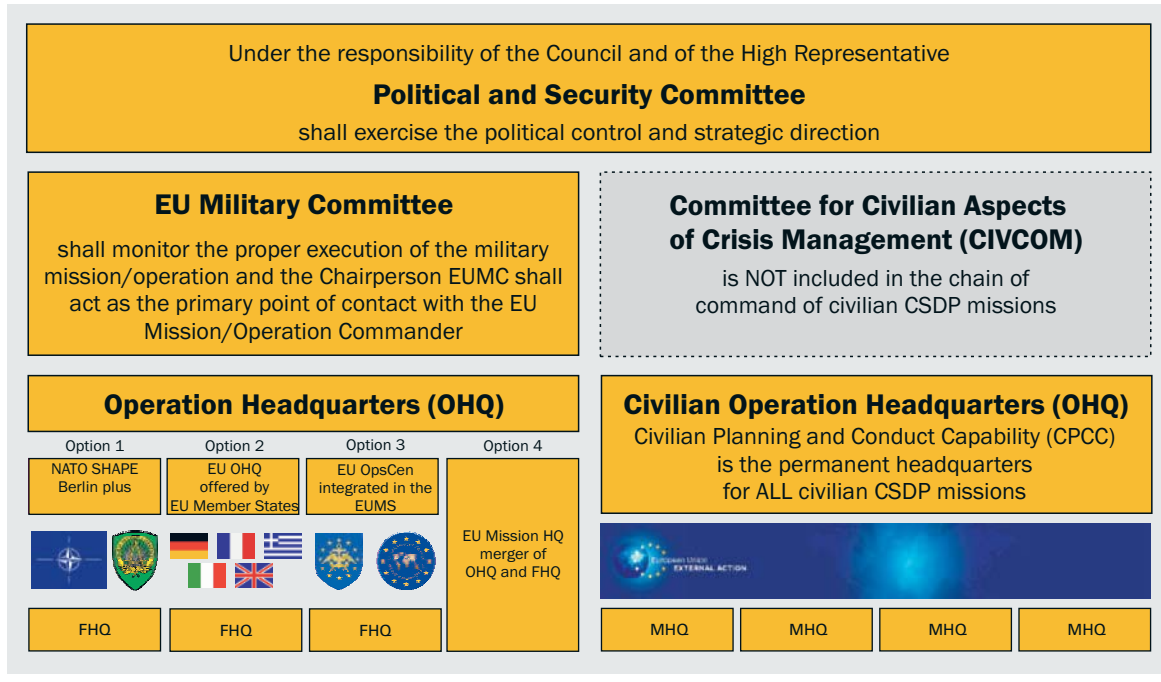 Under the responsibility of the Council and of the High Representative
Political and Security Committee
shall exercise the political control and strategic direction
EU Military Committee
shall monitor the proper execution of the military
mission/operation and the Chairperson EUMC shall
act as the primary point of contact with the EU
Mission/Operation Commander
Committee for Civilian Aspects
of Crisis Management (CIVCOM)
is NOT included in the chain of
command of civilian CSDP missions
Operation Headquarters (OHQ)
Option 1
Option 2
Option 3
Option 4
NATO SHAPE
Berlin plus
EU OHQ
offered by
EU Member States
EU OpsCen
integrated in the
EUMS
EU Mission HQ
merger of
OHQ and FHQ
FHQ
FHQ
FHQ
Civilian Operation Headquarters (OHQ)
Civilian Planning and Conduct Capability (CPCC)
is the permanent headquarters
for ALL civilian CSDP missions
European Union
EXTERNAL ACTION
MHQ
MHQ
MHQ
MHQ